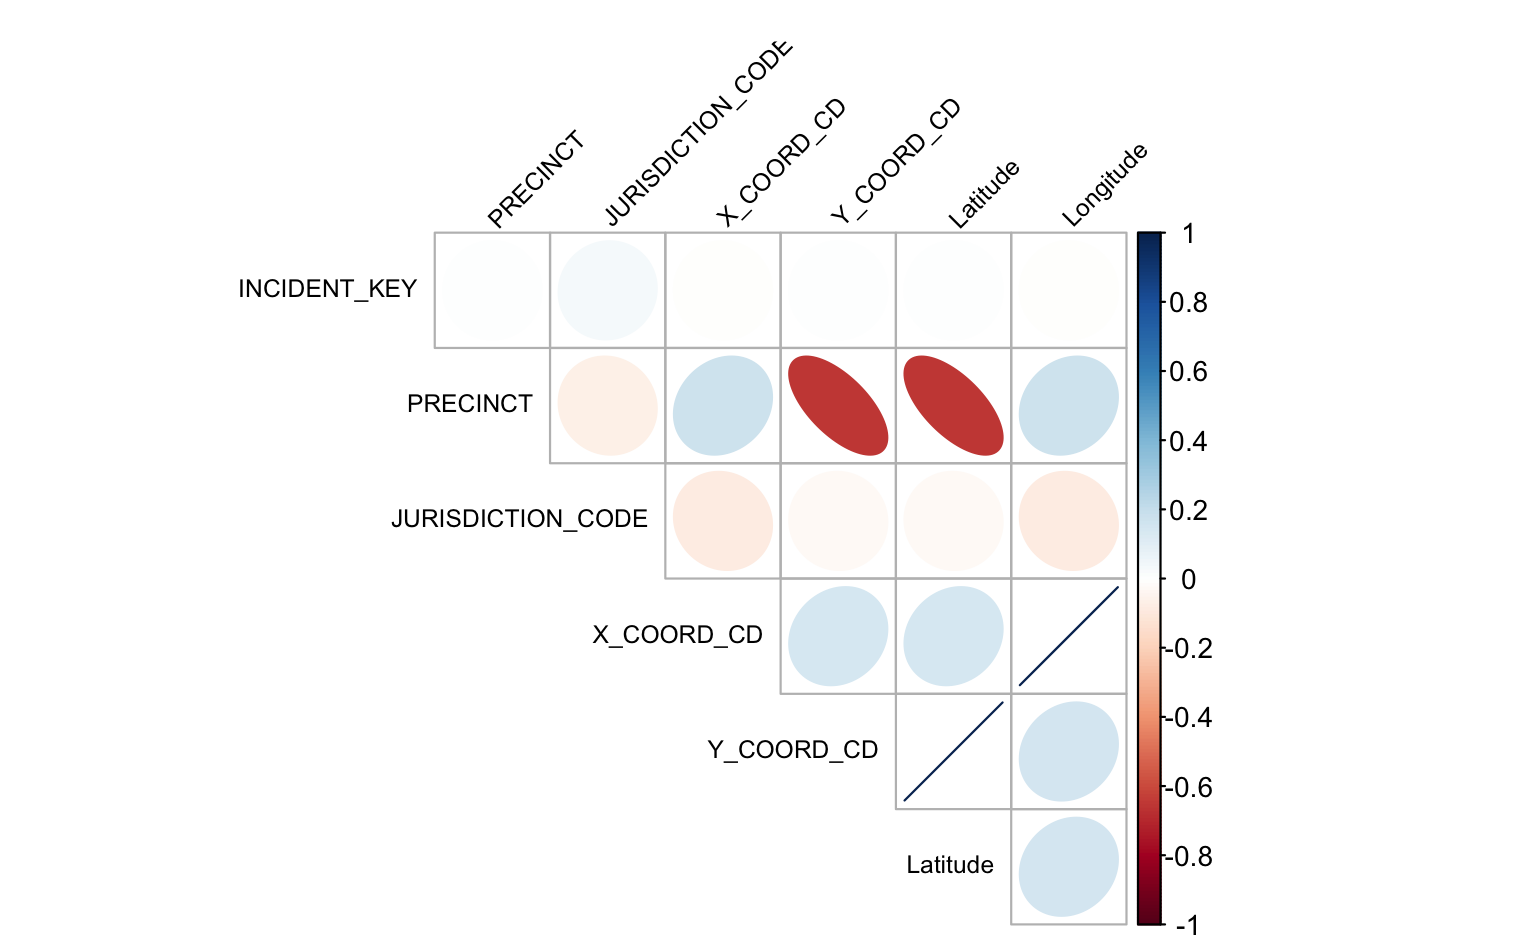 PRECINCT
JURISDICTION_CODE
X_COORD_CD
Y_COORD_CD
Latitude
Longitude
INCIDENT_KEY
PRECINCT
JURISDICTION_CODE
X_COORD_CD
Y_COORD_CD
Latitude
1
0.8
0.6
0.4
0.2
0
-0.2
-0.4
-0.6
-0.8
-1